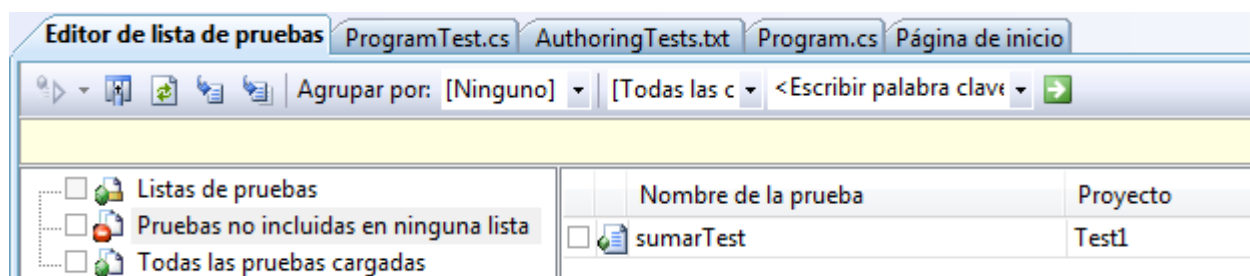 Editor de lista de pruebas ProgramTest.cs AuthoringTests.txt Program.cs Página de inicio
Agrupar por: [Ninguno] [Todas las c <Escribir palabra clave
Listas de pruebas
Pruebas no incluidas en ninguna lista
Todas las pruebas cargadas
Nombre de la prueba Proyecto
sumarTest Test1